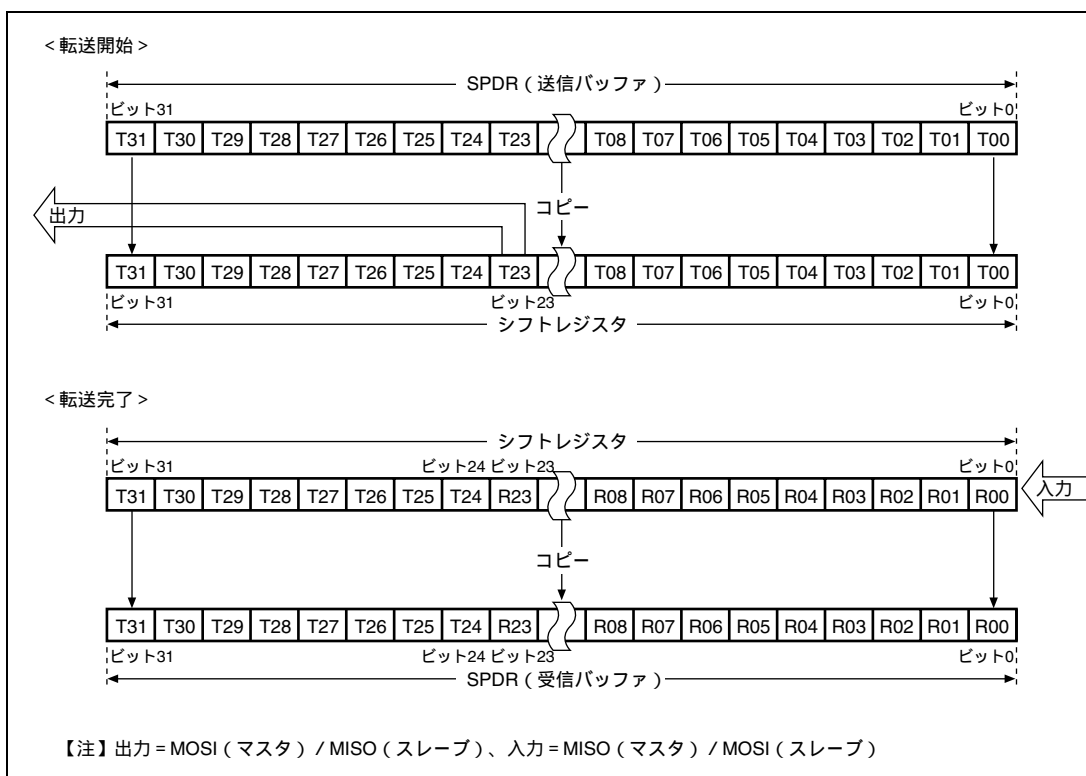 ＜転送開始＞
SPDR（送信バッファ）
ビット31 ビット0
T31 T30 T29 T28 T27 T26 T25 T24 T23 T08 T07 T06 T05 T04 T03 T02 T01 T00
コピー
出力
T31 T30 T29 T28 T27 T26 T25 T24 T23 T08 T07 T06 T05 T04 T03 T02 T01 T00
ビット31 ビット23 ビット0
シフトレジスタ
＜転送完了＞
シフトレジスタ
ビット31 ビット24 ビット23 ビット0
T31 T30 T29 T28 T27 T26 T25 T24 R23 R08 R07 R06 R05 R04 R03 R02 R01 R00
入力
コピー
T31 T30 T29 T28 T27 T26 T25 T24 R23 R08 R07 R06 R05 R04 R03 R02 R01 R00
ビット31 ビット24 ビット23 ビット0
SPDR（受信バッファ）
【注】出力＝MOSI（マスタ）/ MISO（スレーブ）、入力＝MISO（マスタ）/ MOSI（スレーブ）